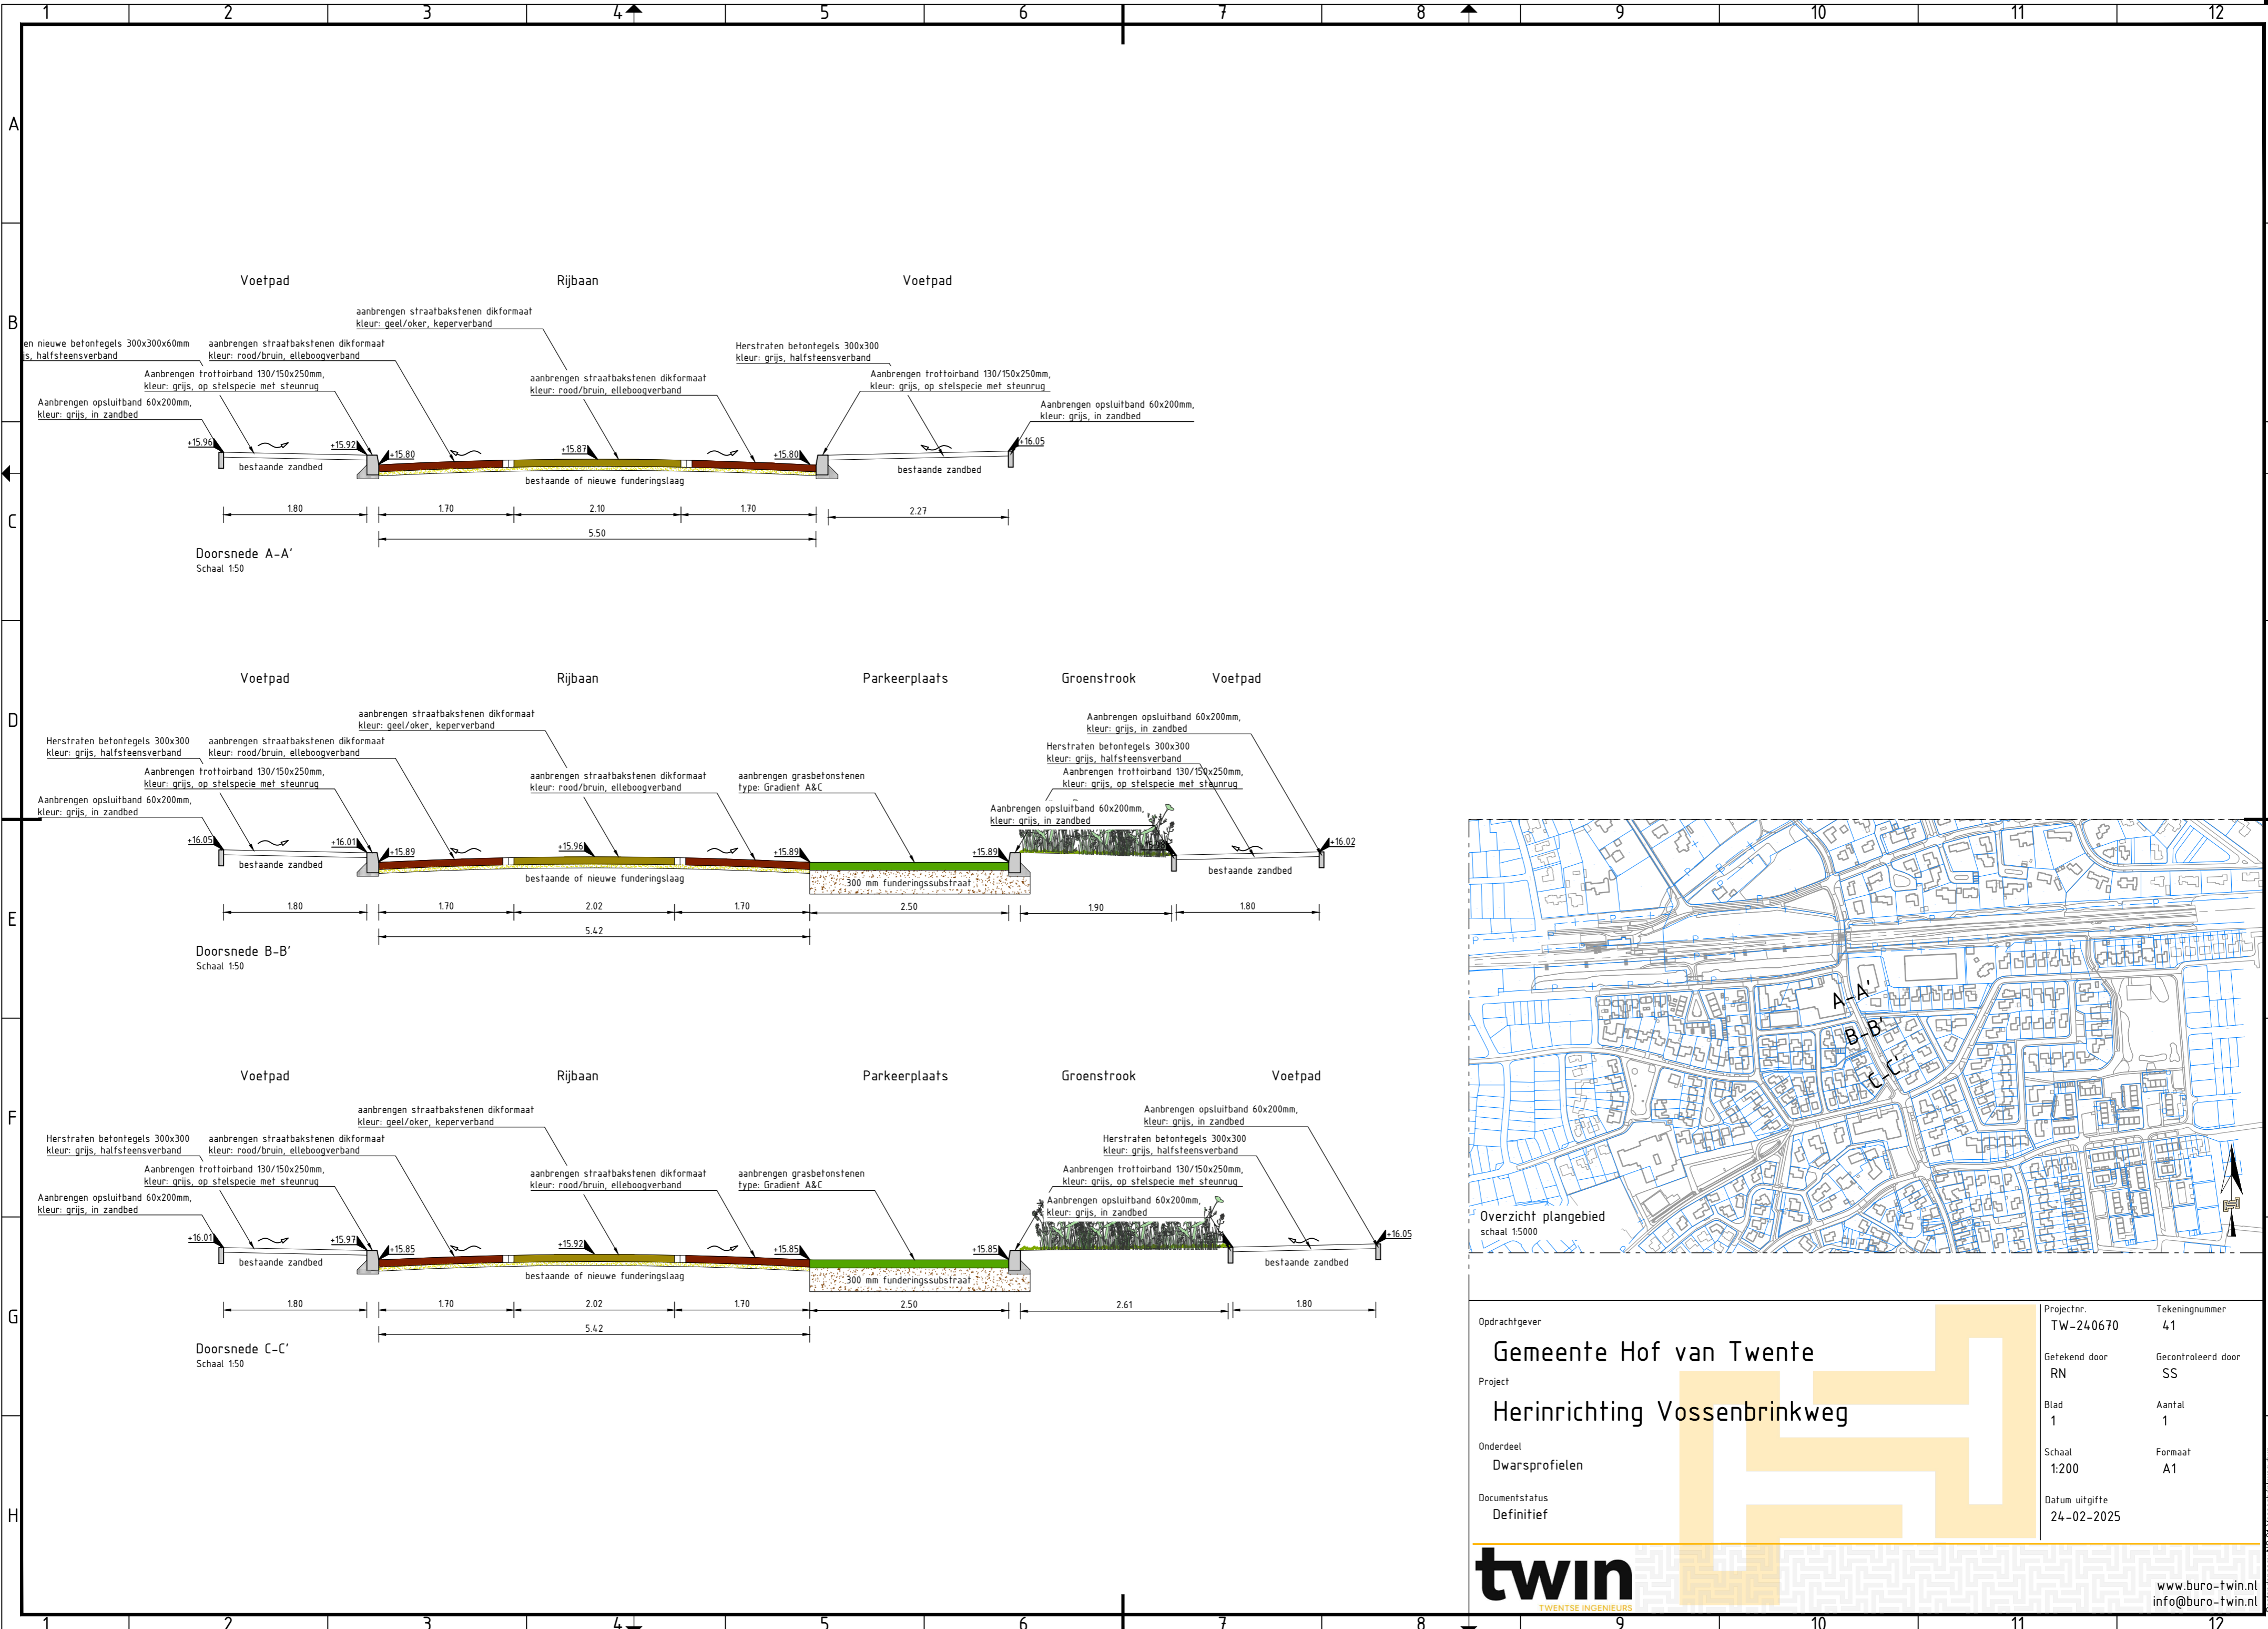 1 2 3 4 5 6 7 8 9 10 11 12
A
B
C
D
E
F
G
H
Voetpad
Rijbaan
Voetpad
aanbrengen straatbakstenen dikformaat
kleur: geel/oker, keperverband
en nieuwe betontegels 300x300x60mm
js, halfsteensverband
aanbrengen straatbakstenen dikformaat
kleur: rood/bruin, elleboogverband
Aanbrengen trottoirband 130/150x250mm,
kleur: grijs, op stelspecie met steunrug
Aanbrengen opsluitband 60x200mm,
kleur: grijs, in zandbed
aanbrengen straatbakstenen dikformaat
kleur: rood/bruin, elleboogverband
Herstraten betontegels 300x300
kleur: grijs, halfsteensverband
Aanbrengen trottoirband 130/150x250mm,
kleur: grijs, op stelspecie met steunrug
Aanbrengen opsluitband 60x200mm,
kleur: grijs, in zandbed
+15.96
+15.92
+15.80
+15.87
+15.80
+16.05
bestaande zandbed
bestaande of nieuwe funderingslaag
bestaande zandbed
1.80
1.70
2.10
1.70
2.27
5.50
Doorsnede A-A'
Schaal 1:50
Voetpad
Rijbaan
Parkeerplaats
Groenstrook
Voetpad
aanbrengen straatbakstenen dikformaat
kleur: geel/oker, keperverband
Herstraten betontegels 300x300
kleur: grijs, halfsteensverband
aanbrengen straatbakstenen dikformaat
kleur: rood/bruin, elleboogverband
Aanbrengen trottoirband 130/150x250mm,
kleur: grijs, op stelspecie met steunrug
Aanbrengen opsluitband 60x200mm,
kleur: grijs, in zandbed
aanbrengen straatbakstenen dikformaat
kleur: rood/bruin, elleboogverband
aanbrengen grasbetonstenen
type: Gradient A&C
Aanbrengen opsluitband 60x200mm,
kleur: grijs, in zandbed
Herstraten betontegels 300x300
kleur: grijs, halfsteensverband
Aanbrengen trottoirband 130/150x250mm,
kleur: grijs, op stelspecie met steunrug
Aanbrengen opsluitband 60x200mm,
kleur: grijs, in zandbed
+16.05
+16.01
+15.89
+15.96
+15.89
+15.89
+16.02
bestaande zandbed
bestaande of nieuwe funderingslaag
300 mm funderingssubstraat
bestaande zandbed
1.80
1.70
2.02
1.70
2.50
1.90
1.80
5.42
Doorsnede B-B'
Schaal 1:50
Voetpad
Rijbaan
Parkeerplaats
Groenstrook
Voetpad
aanbrengen straatbakstenen dikformaat
kleur: geel/oker, keperverband
Herstraten betontegels 300x300
kleur: grijs, halfsteensverband
aanbrengen straatbakstenen dikformaat
kleur: rood/bruin, elleboogverband
Aanbrengen trottoirband 130/150x250mm,
kleur: grijs, op stelspecie met steunrug
Aanbrengen opsluitband 60x200mm,
kleur: grijs, in zandbed
aanbrengen straatbakstenen dikformaat
kleur: rood/bruin, elleboogverband
aanbrengen grasbetonstenen
type: Gradient A&C
Aanbrengen opsluitband 60x200mm,
kleur: grijs, in zandbed
Herstraten betontegels 300x300
kleur: grijs, halfsteensverband
Aanbrengen trottoirband 130/150x250mm,
kleur: grijs, op stelspecie met steunrug
Aanbrengen opsluitband 60x200mm,
kleur: grijs, in zandbed
+16.01
+15.97
+15.85
+15.92
+15.85
+15.85
+16.05
bestaande zandbed
bestaande of nieuwe funderingslaag
300 mm funderingssubstraat
bestaande zandbed
1.80
1.70
2.02
1.70
2.50
2.61
1.80
5.42
Doorsnede C-C'
Schaal 1:50
A-A'
B-B'
C-C'
Overzicht plangebied
schaal 1:5000
Opdrachtgever
Gemeente Hof van Twente
Project
Herinrichting Vossenbrinkweg
Onderdeel
Dwarsprofielen
Documentstatus
Definitief
Projectnr.
TW-240670
Tekeningnummer
41
Getekend door
RN
Gecontroleerd door
SS
Blad
1
Aantal
1
Schaal
1:200
Formaat
A1
Datum uitgifte
24-02-2025
twin
TWENTSE INGENIEURS
www.buro-twin.nl
info@buro-twin.nl
1 2 3 4 5 6 7 8 9 10 11 12